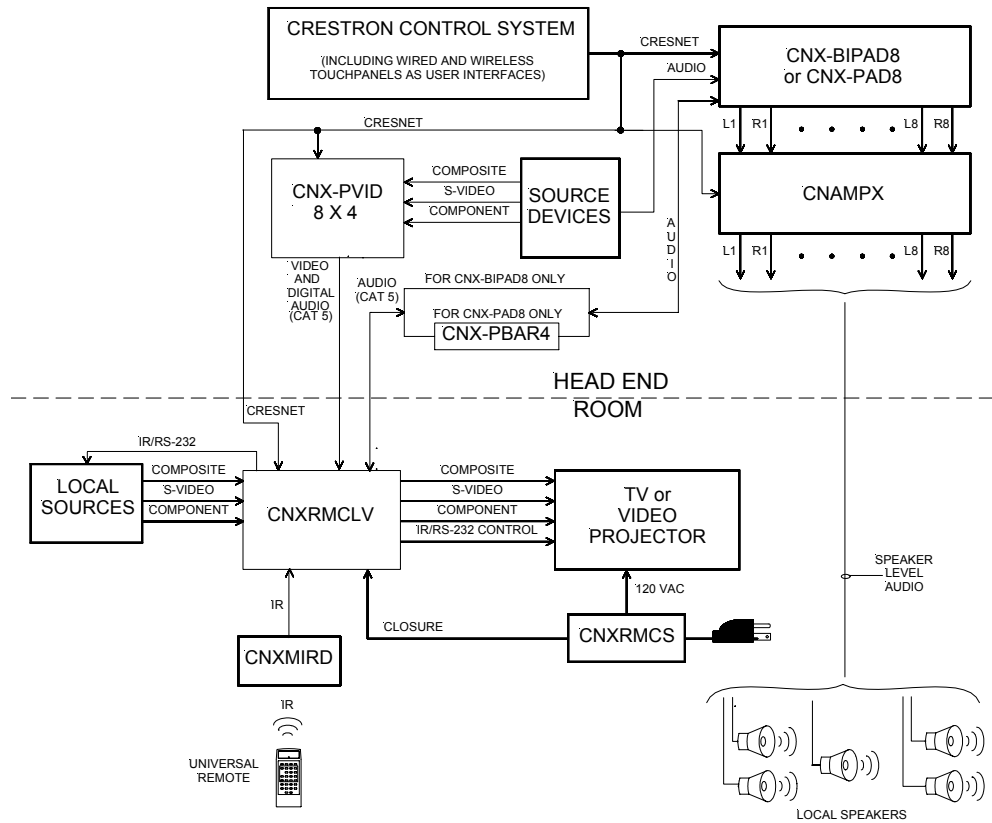 CRESTRON CONTROL SYSTEM
(INCLUDING WIRED AND WIRELESS
TOUCHPANELS AS USER INTERFACES)
CRESNET
AUDIO
CNX-BIPAD8
or CNX-PAD8
L1
R1
L8
R8
CRESNET
CNX-PVID
8 X 4
COMPOSITE
S-VIDEO
COMPONENT
SOURCE
DEVICES
AUDIO
CNAMPX
L1
R1
L8
R8
VIDEO
AND
DIGITAL
AUDIO
(CAT 5)
AUDIO
(CAT 5)
FOR CNX-BIPAD8 ONLY
FOR CNX-PAD8 ONLY
CNX-PBAR4
HEAD END
ROOM
CRESNET
IR/RS-232
LOCAL
SOURCES
COMPOSITE
S-VIDEO
COMPONENT
CNXRMCLV
COMPOSITE
S-VIDEO
COMPONENT
IR/RS-232 CONTROL
TV or
VIDEO
PROJECTOR
SPEAKER
LEVEL
AUDIO
IR
CLOSURE
120 VAC
CNXRMCS
CNXMIRD
IR
UNIVERSAL
REMOTE
LOCAL SPEAKERS